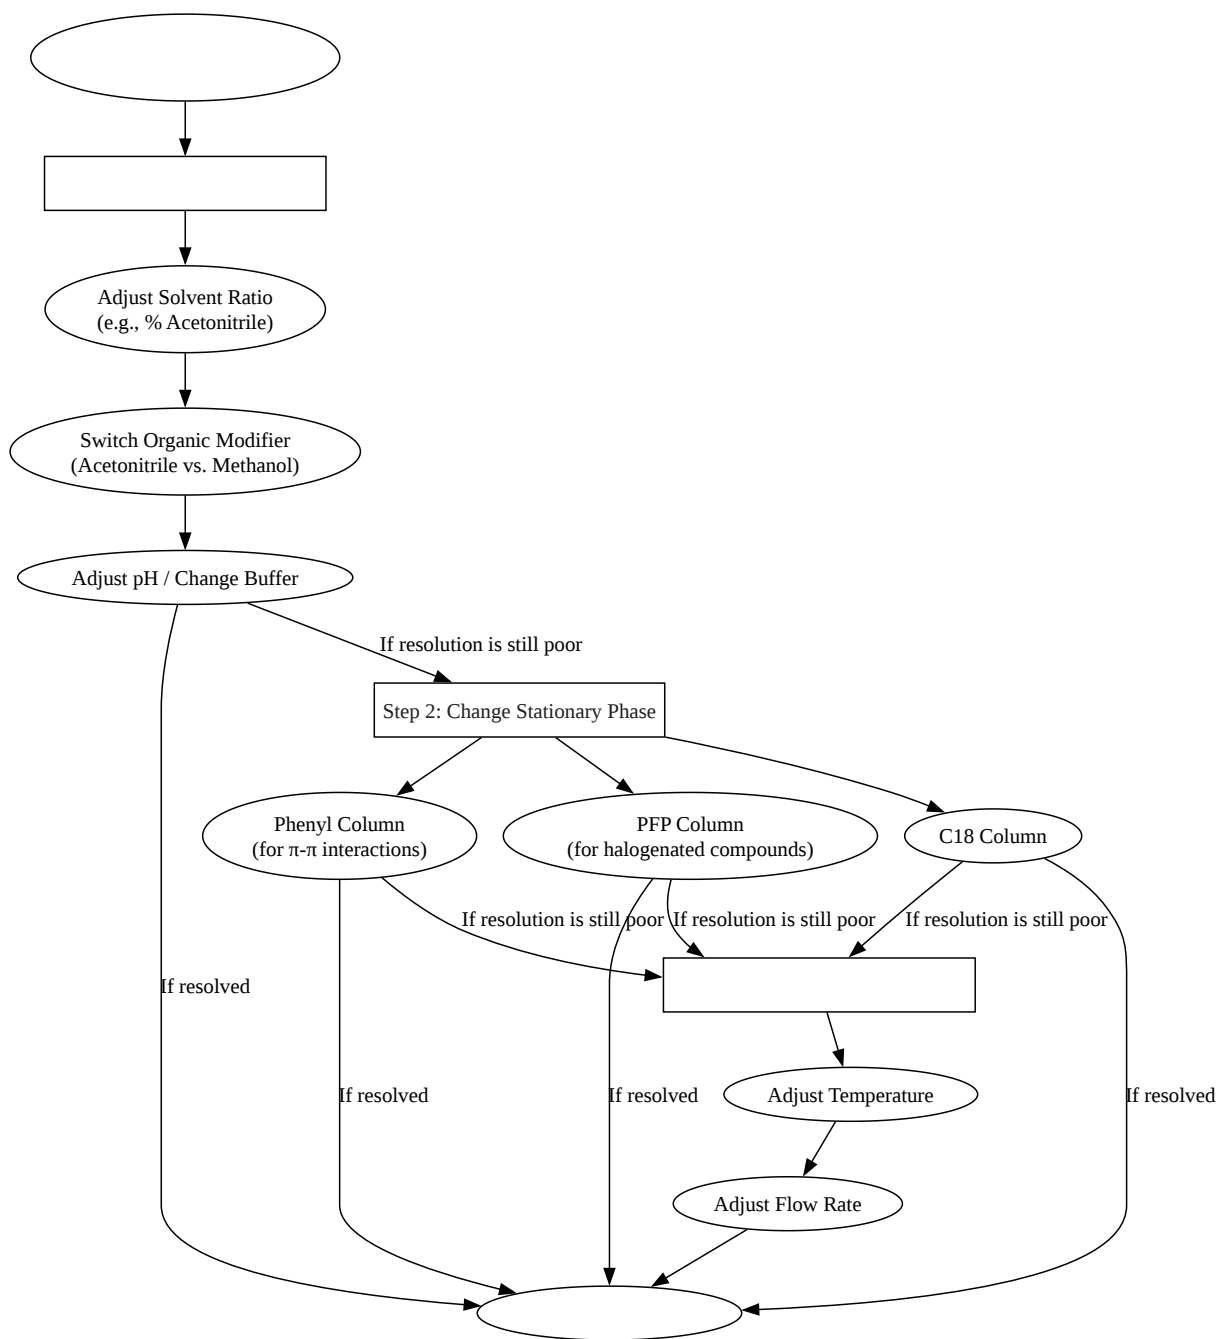 Adjust Solvent Ratio
(e.g., % Acetonitrile)
Switch Organic Modifier
(Acetonitrile vs. Methanol)
Adjust pH / Change Buffer
If resolution is still poor
Step 2: Change Stationary Phase
Phenyl Column
(for π-π interactions)
PFP Column
(for halogenated compounds)
C18 Column
If resolution is still poor
If resolution is still poor
If resolution is still poor
If resolved
Adjust Temperature
If resolved
If resolved
If resolved
Adjust Flow Rate